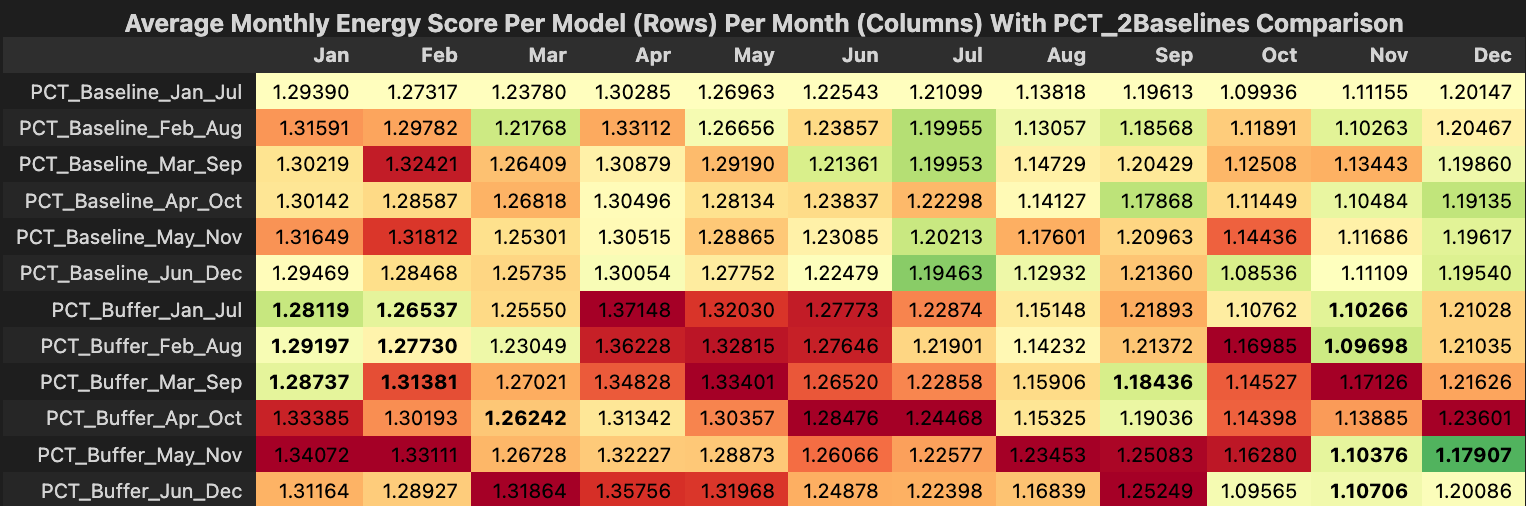 Average Monthly Energy Score Per Model (Rows) Per Month (Columns) With PCT_2Baselines Comparison
Jan Feb Mar Apr May Jun Jul Aug Sep Oct Nov Dec
PCT_Baseline_Jan_Jul 1.29390 1.27317 1.23780 1.30285 1.26963 1.22543 1.21099 1.13818 1.19613 1.09936 1.11155 1.20147
PCT_Baseline_Feb_Aug 1.31591 1.29782 1.21768 1.33112 1.26656 1.23857 1.19955 1.13057 1.18568 1.11891 1.10263 1.20467
PCT_Baseline_Mar_Sep 1.30219 1.32421 1.26409 1.30879 1.29190 1.21361 1.19953 1.14729 1.20429 1.12508 1.13443 1.19860
PCT_Baseline_Apr_Oct 1.30142 1.28587 1.26818 1.30496 1.28134 1.23837 1.22298 1.14127 1.17868 1.11449 1.10484 1.19135
PCT_Baseline_May_Nov 1.31649 1.31812 1.25301 1.30515 1.28865 1.23085 1.20213 1.17601 1.20963 1.14436 1.11686 1.19617
PCT_Baseline_Jun_Dec 1.29469 1.28468 1.25735 1.30054 1.27752 1.22479 1.19463 1.12932 1.21360 1.08536 1.11109 1.19540
PCT_Buffer_Jan_Jul 1.28119 1.26537 1.25550 1.37148 1.32030 1.27773 1.22874 1.15148 1.21893 1.10762 1.10266 1.21028
PCT_Buffer_Feb_Aug 1.29197 1.27730 1.23049 1.36228 1.32815 1.27646 1.21901 1.14232 1.21372 1.16985 1.09698 1.21035
PCT_Buffer_Mar_Sep 1.28737 1.31381 1.27021 1.34828 1.33401 1.26520 1.22858 1.15906 1.18436 1.14527 1.17126 1.21626
PCT_Buffer_Apr_Oct 1.33385 1.30193 1.26242 1.31342 1.30357 1.28476 1.24468 1.15325 1.19036 1.14398 1.13885 1.23601
PCT_Buffer_May_Nov 1.34072 1.33111 1.26728 1.32227 1.28873 1.26066 1.22577 1.23453 1.25083 1.16280 1.10376 1.17907
PCT_Buffer_Jun_Dec 1.31164 1.28927 1.31864 1.35756 1.31968 1.24878 1.22398 1.16839 1.25249 1.09565 1.10706 1.20086